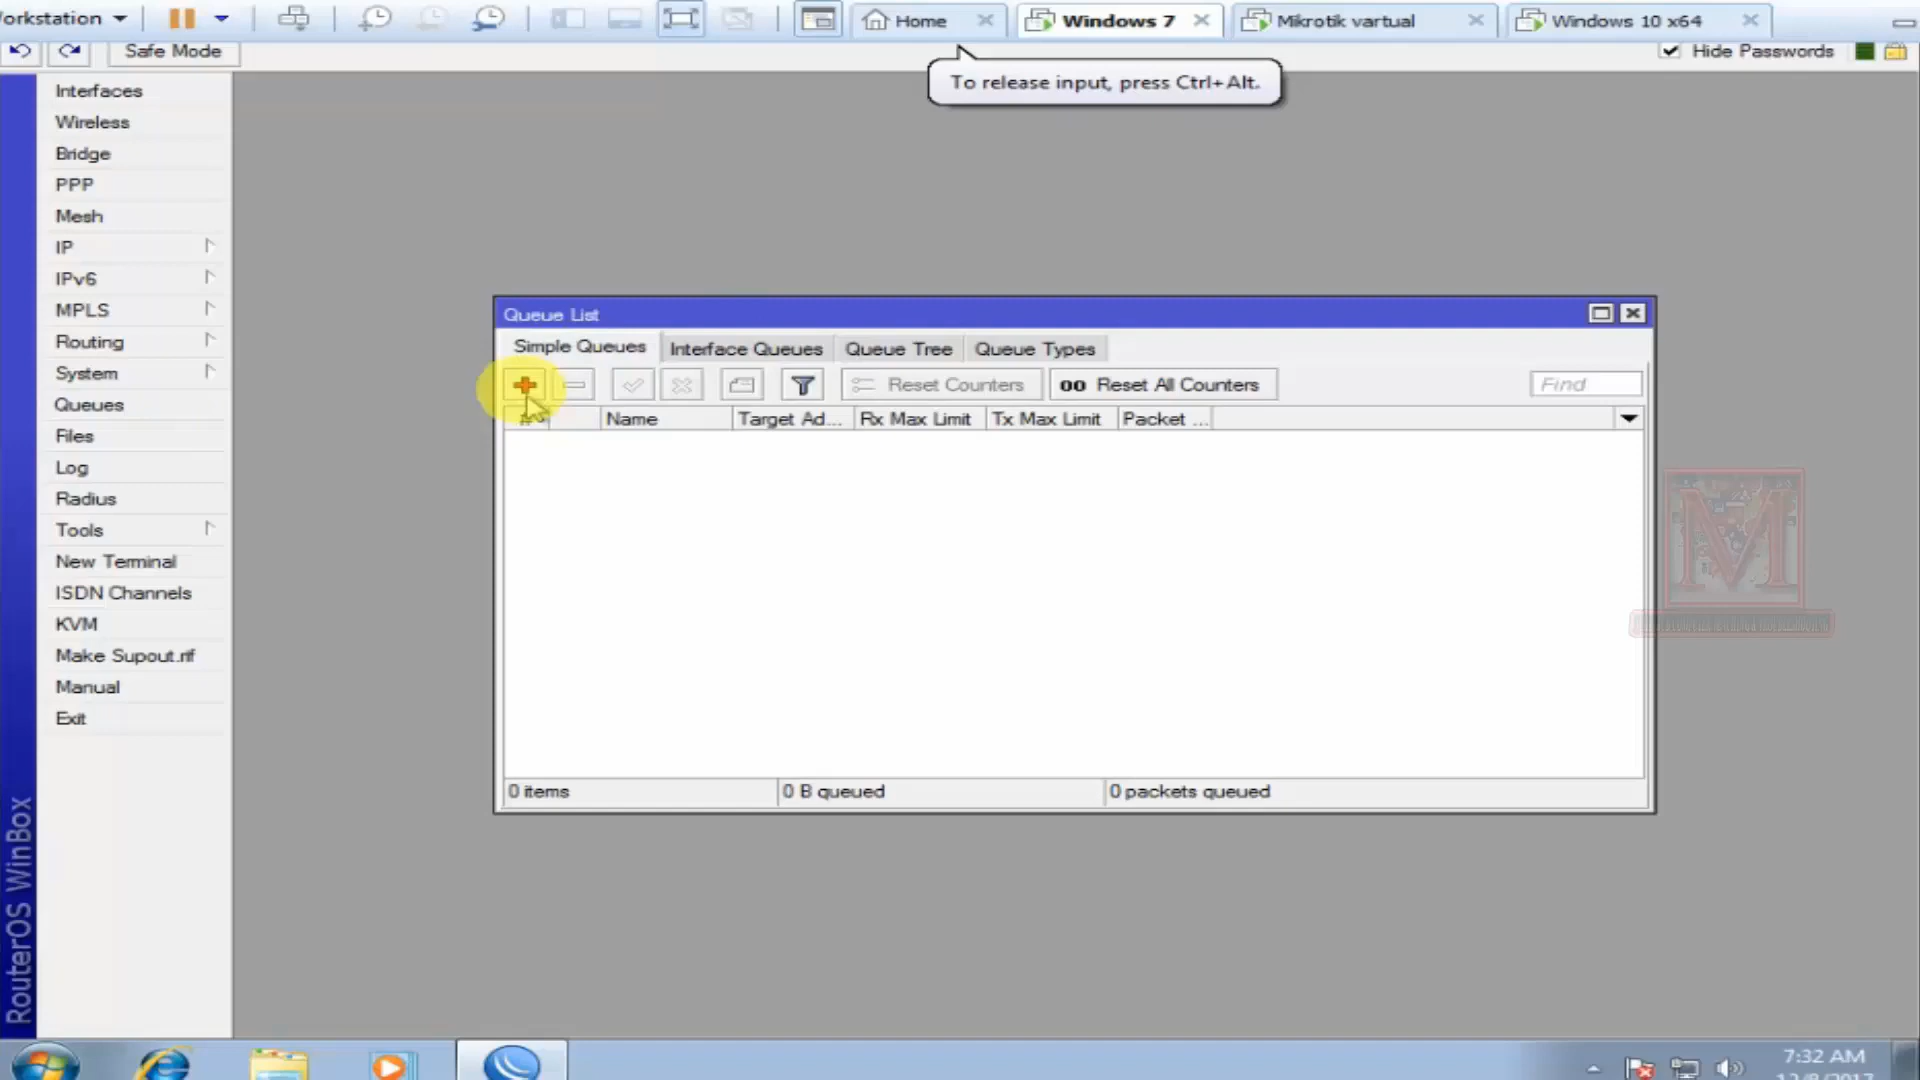 orkstation
Home
Windows 7
Mikrotik vartual
Windows 10 x64
Safe Mode
Hide Passwords
To release input, press Ctrl+Alt.
Interfaces
Wireless
Bridge
PPP
Mesh
IP
IPv6
MPLS
Routing
System
Queues
Files
Log
Radius
Tools
New Terminal
ISDN Channels
KVM
Make Supout.rif
Manual
Exit
RouterOS WinBox
Queue List
Simple Queues
Interface Queues
Queue Tree
Queue Types
Reset Counters
00 Reset All Counters
Find
#
Name
Target Ad...
Rx Max Limit
Tx Max Limit
Packet ...
0 items
0 B queued
0 packets queued
M
7:32 AM
12/8/2017